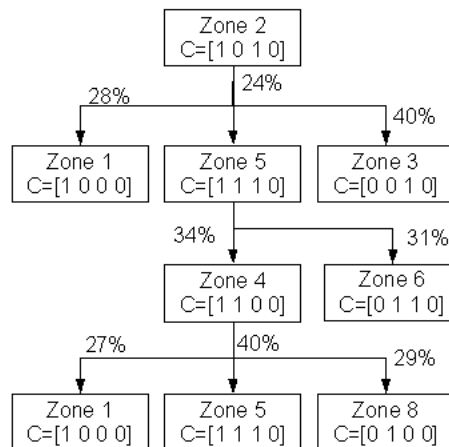 Zone 2
C=[1 0 1 0]
28%
24%
40%
Zone 1
C=[1 0 0 0]
Zone 5
C=[1 1 1 0]
Zone 3
C=[0 0 1 0]
34%
31%
Zone 4
C=[1 1 0 0]
Zone 6
C=[0 1 1 0]
27%
40%
29%
Zone 1
C=[1 0 0 0]
Zone 5
C=[1 1 1 0]
Zone 8
C=[0 1 0 0]